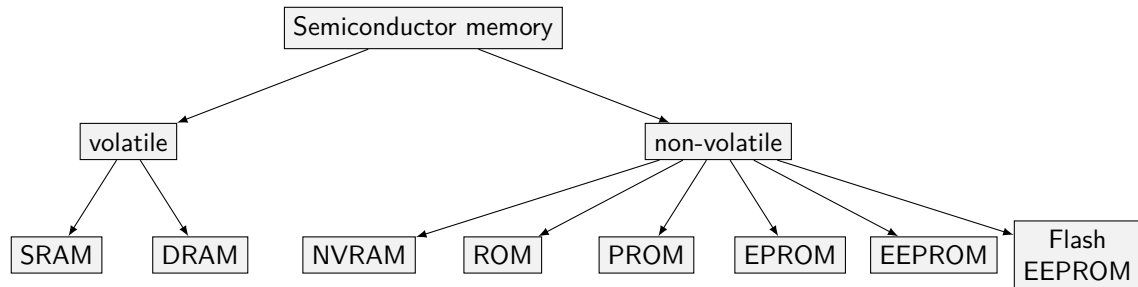 Semiconductor memory
volatile
non-volatile
SRAM
DRAM
NVRAM
ROM
PROM
EPROM
EEPROM
Flash
EEPROM